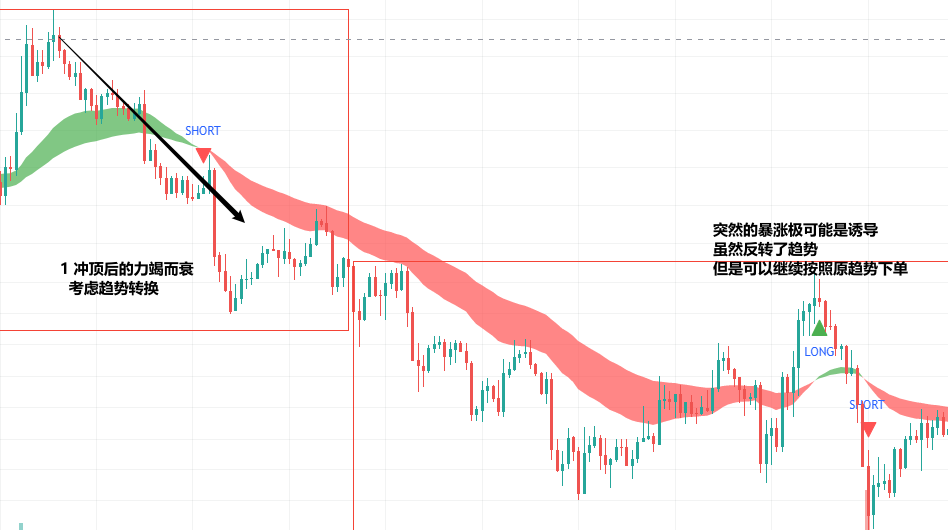 SHORT
突然的暴涨极可能是诱导
虽然反转了趋势
但是可以继续按照原趋势下单
1 冲顶后的力竭而衰
考虑趋势转换
LONG
SHORT